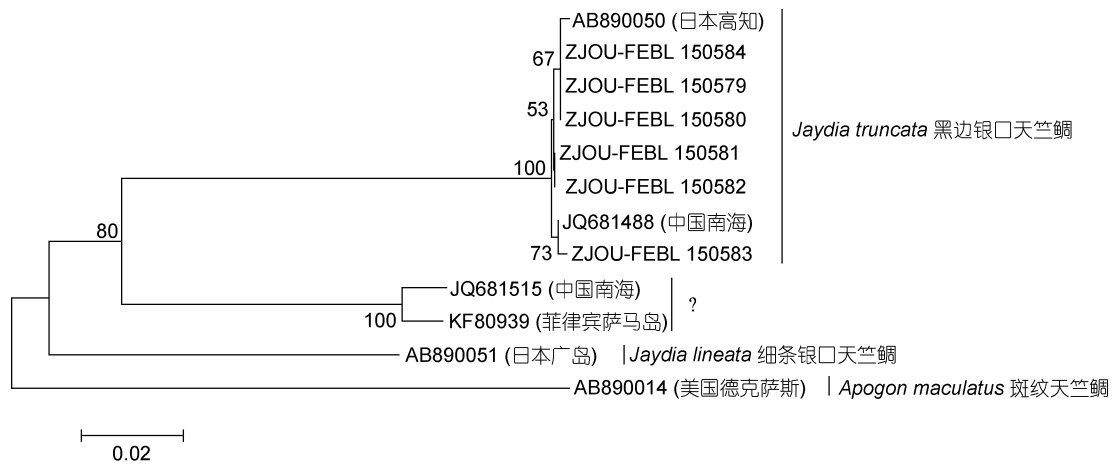 AB890050 (日本高知)
67
ZJOU-FEBL 150584
ZJOU-FEBL 150579
53
ZJOU-FEBL 150580
Jaydia truncata 黑边银口天竺鲷
ZJOU-FEBL 150581
100
ZJOU-FEBL 150582
JQ681488 (中国南海)
80
73
ZJOU-FEBL 150583
JQ681515 (中国南海)
?
100
KF80939 (菲律宾萨马岛)
AB890051 (日本广岛) Jaydia lineata 细条银口天竺鲷
AB890014 (美国德克萨斯) Apogon maculatus 斑纹天竺鲷
0.02